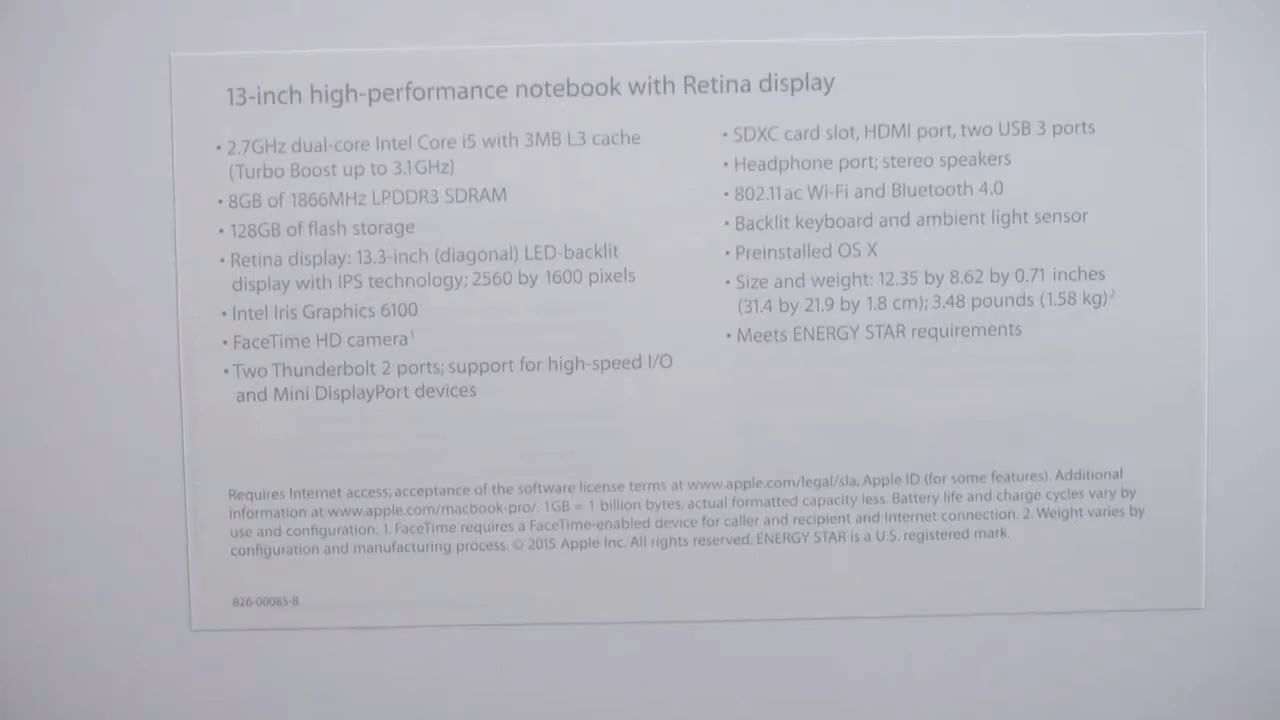 13-inch high-performance notebook with Retina display
• 2.7GHz dual-core Intel Core i5 with 3MB L3 cache
(Turbo Boost up to 3.1GHz)
• 8GB of 1866MHz LPDDR3 SDRAM
• 128GB of flash storage
• Retina display: 13.3-inch (diagonal) LED-backlit
display with IPS technology; 2560 by 1600 pixels
• Intel Iris Graphics 6100
• FaceTime HD camera¹
• Two Thunderbolt 2 ports; support for high-speed I/O
and Mini DisplayPort devices
• SDXC card slot, HDMI port, two USB 3 ports
• Headphone port; stereo speakers
• 802.11ac Wi-Fi and Bluetooth 4.0
• Backlit keyboard and ambient light sensor
• Preinstalled OS X
• Size and weight: 12.35 by 8.62 by 0.71 inches
(31.4 by 21.9 by 1.8 cm); 3.48 pounds (1.58 kg)²
• Meets ENERGY STAR requirements
Requires Internet access; acceptance of the software license terms at www.apple.com/legal/sla, Apple ID (for some features). Additional
information at www.apple.com/macbook-pro/. 1GB = 1 billion bytes, actual formatted capacity less. Battery life and charge cycles vary by
use and configuration. 1. FaceTime requires a FaceTime-enabled device for caller and recipient and Internet connection. 2. Weight varies by
configuration and manufacturing process. © 2015 Apple Inc. All rights reserved. ENERGY STAR is a U.S. registered mark.
826-00085-B